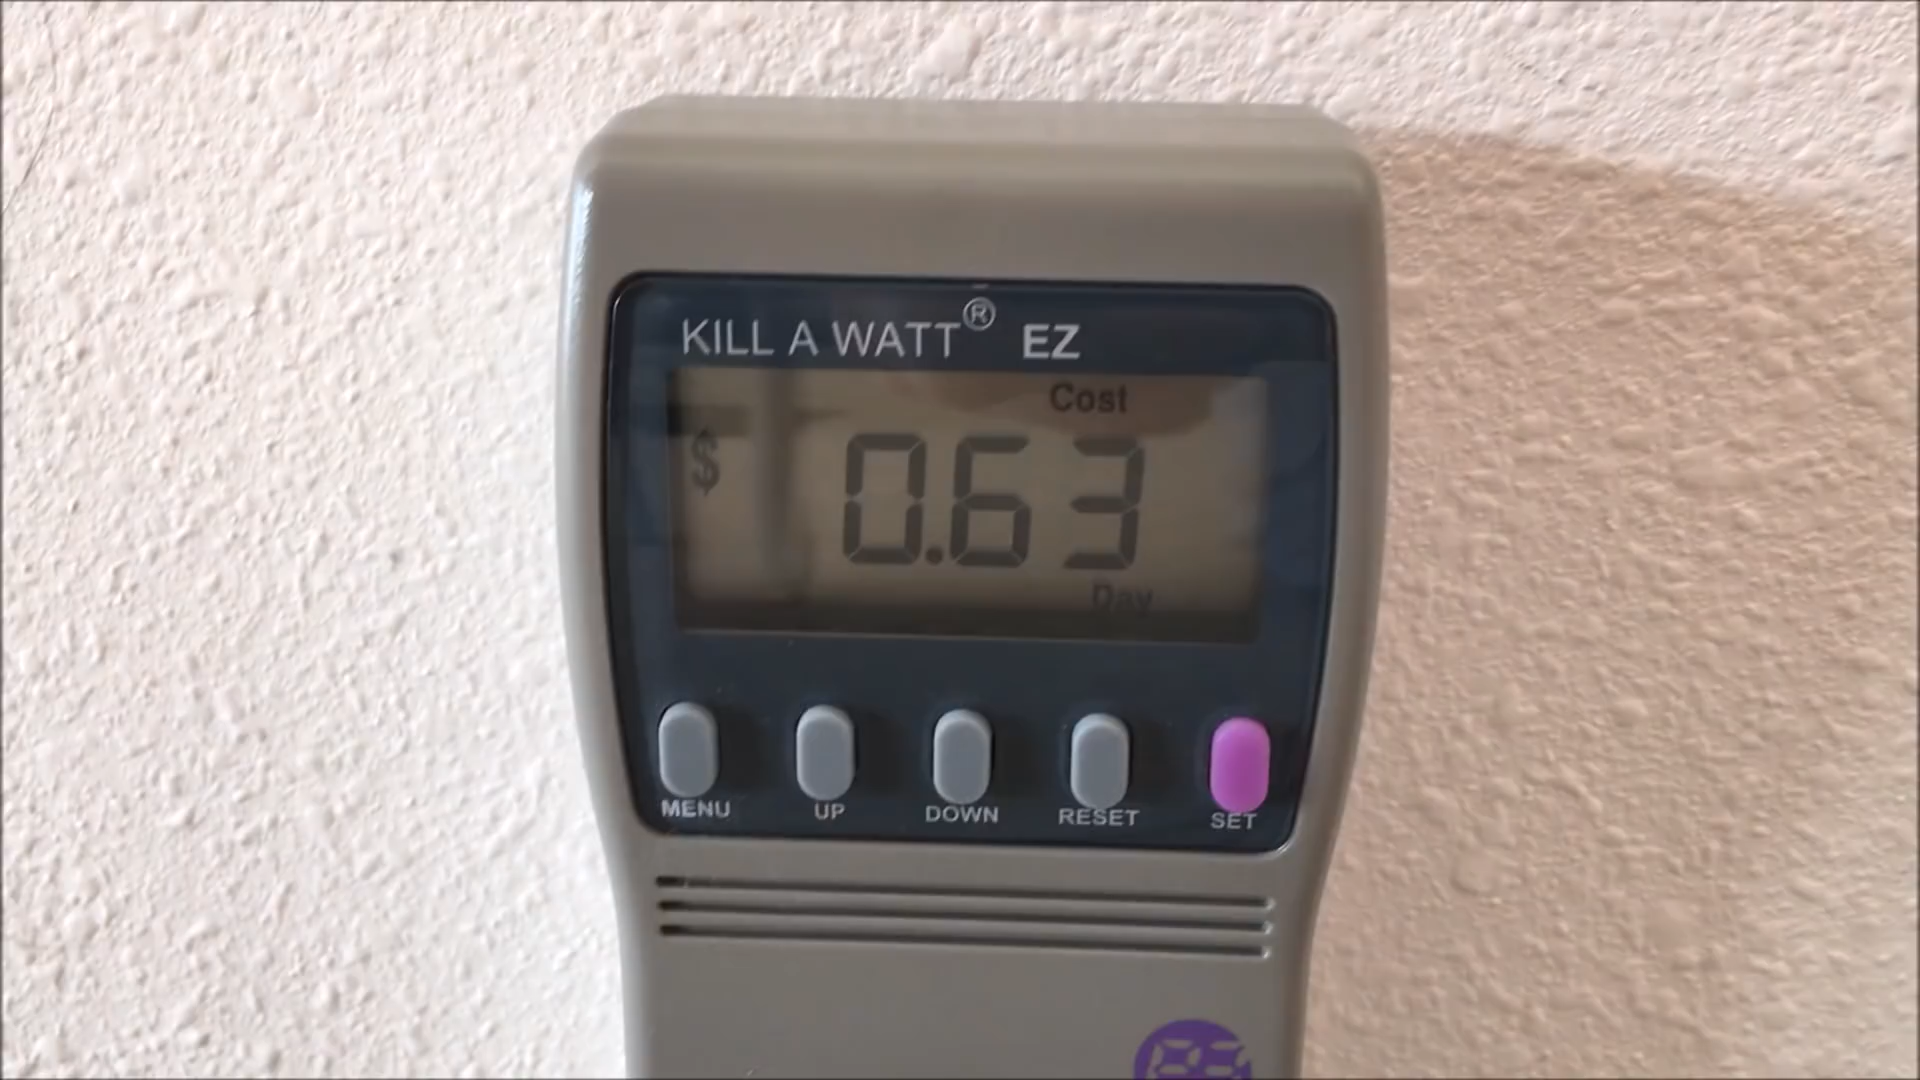 KILL A WATT® EZ
Cost
$ 0.63
Day
MENU UP DOWN RESET SET